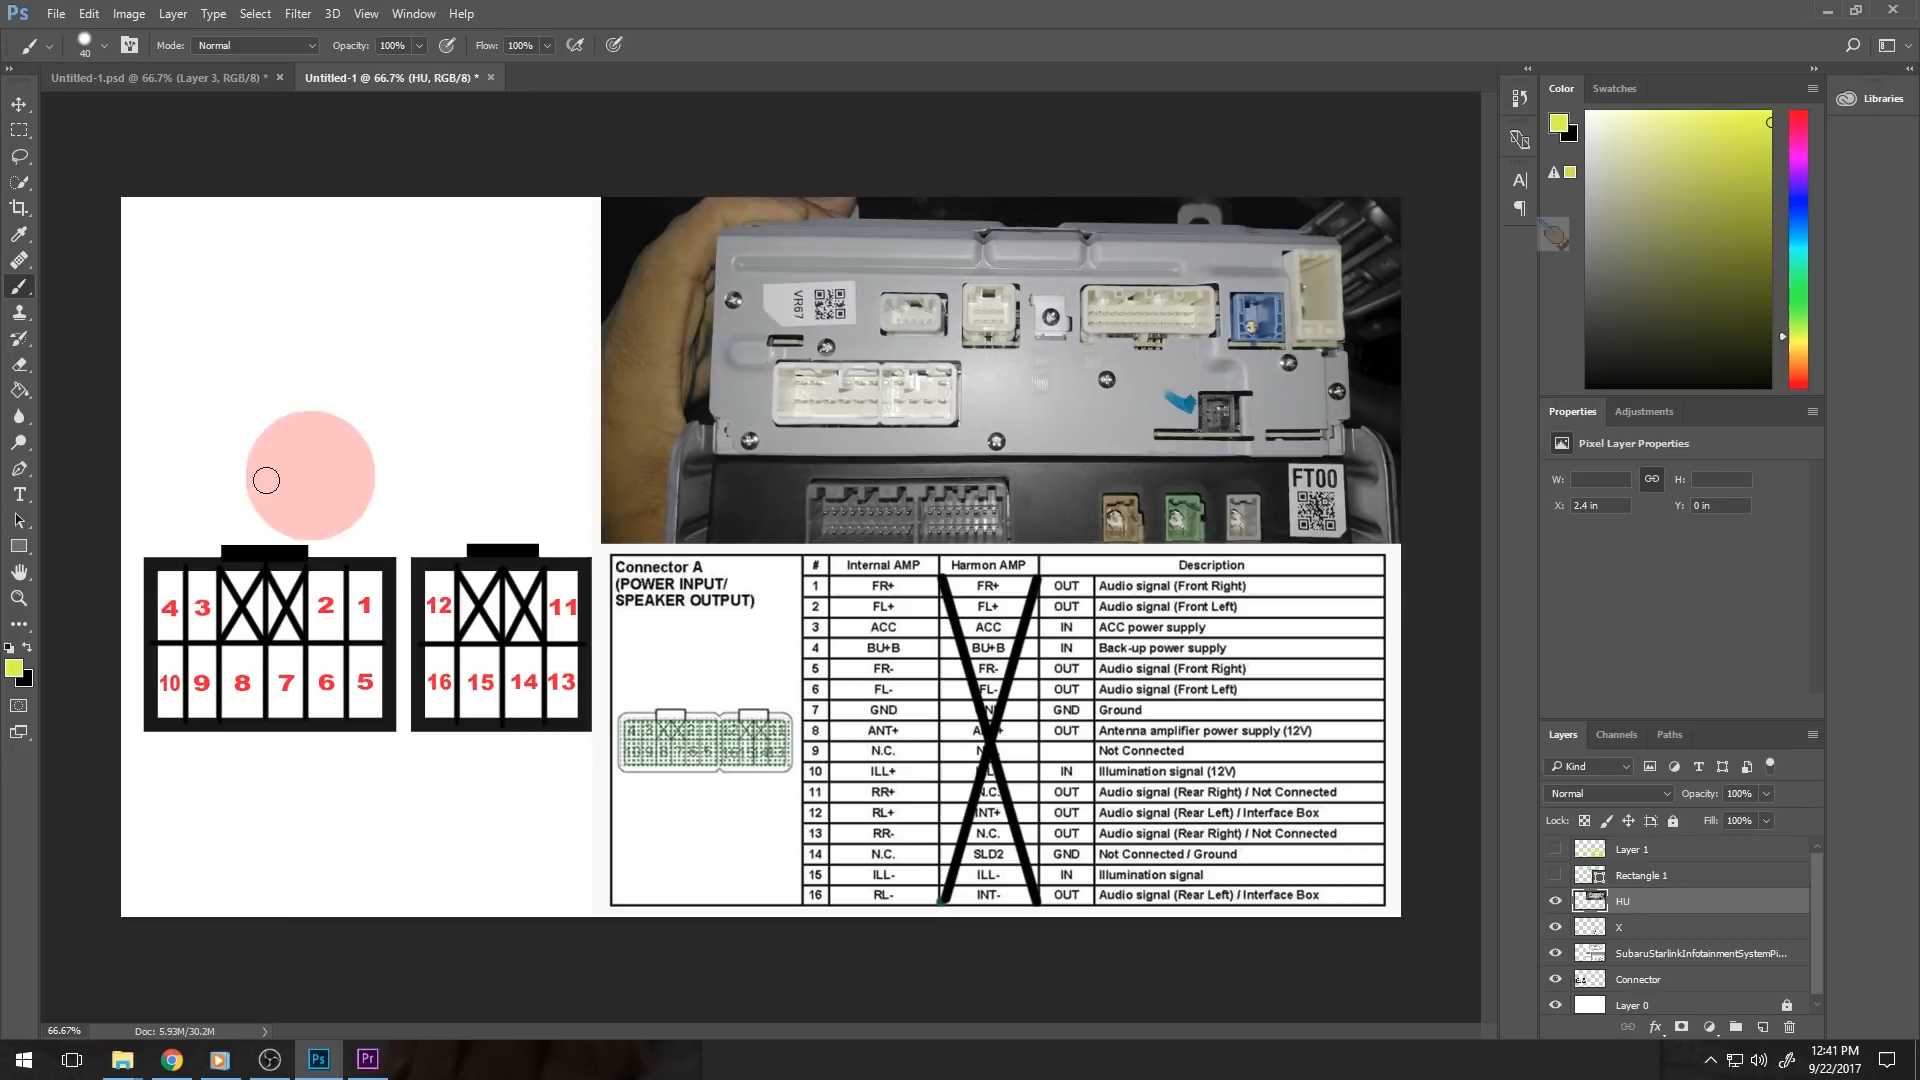 Ps File Edit Image Layer Type Select Filter 3D View Window Help
40 Mode: Normal Opacity: 100% Flow: 100%
Untitled-1.psd @ 66.7% (Layer 3, RGB/8) * × Untitled-1 @ 66.7% (HU, RGB/8) * ×
Color Swatches
Libraries
VR67
FT00
4 3 2 1 12 11
10 9 8 7 6 5 16 15 14 13
Connector A
(POWER INPUT/
SPEAKER OUTPUT)
# Internal AMP Harmon AMP Description
1 FR+ FR+ OUT Audio signal (Front Right)
2 FL+ FL+ OUT Audio signal (Front Left)
3 ACC ACC IN ACC power supply
4 BU+B BU+B IN Back-up power supply
5 FR- FR- OUT Audio signal (Front Right)
6 FL- FL- OUT Audio signal (Front Left)
7 GND GND Ground
8 ANT+ OUT Antenna amplifier power supply (12V)
9 N.C. Not Connected
10 ILL+ IN Illumination signal (12V)
11 RR+ N.C. OUT Audio signal (Rear Right) / Not Connected
12 RL+ INT+ OUT Audio signal (Rear Left) / Interface Box
13 RR- N.C. OUT Audio signal (Rear Right) / Not Connected
14 N.C. SLD2 GND Not Connected / Ground
15 ILL- ILL- IN Illumination signal
16 RL- INT- OUT Audio signal (Rear Left) / Interface Box
Properties Adjustments
Pixel Layer Properties
W: H:
X: 2.4 in Y: 0 in
Layers Channels Paths
Kind
Normal Opacity: 100%
Lock: Fill: 100%
Layer 1
Rectangle 1
HU
X
SubaruStarlinkInfotainmentSystemPi...
Connector
Layer 0
66.67% Doc: 5.93M/30.2M
Ps Pr
12:41 PM
9/22/2017